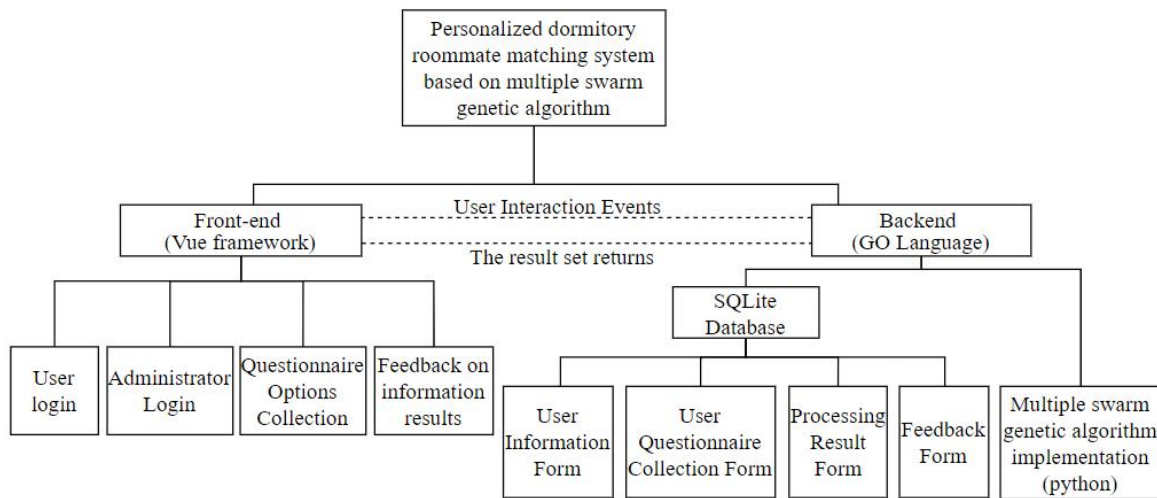 Personalized dormitory
roommate matching system
based on multiple swarm
genetic algorithm
User Interaction Events
Front-end
(Vue framework)
Backend
(GO Language)
The result set returns
SQLite
Database
User
login
Administrator
Login
Questionnaire
Options
Collection
Feedback on
information
results
User
Information
Form
User
Questionnaire
Collection Form
Processing
Result
Form
Feedback
Form
Multiple swarm
genetic algorithm
implementation
(python)